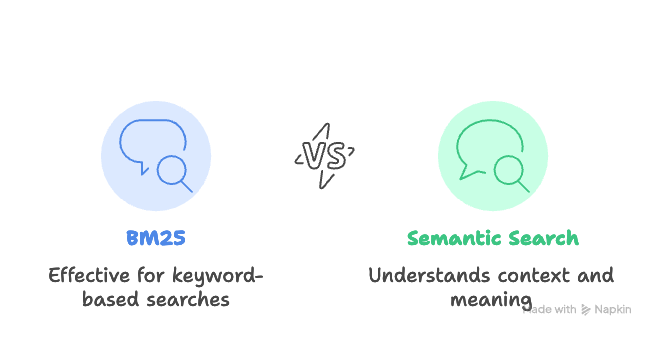 VS
BM25
Effective for keyword-
based searches
Semantic Search
Understands context and
meaning
Made with Napkin